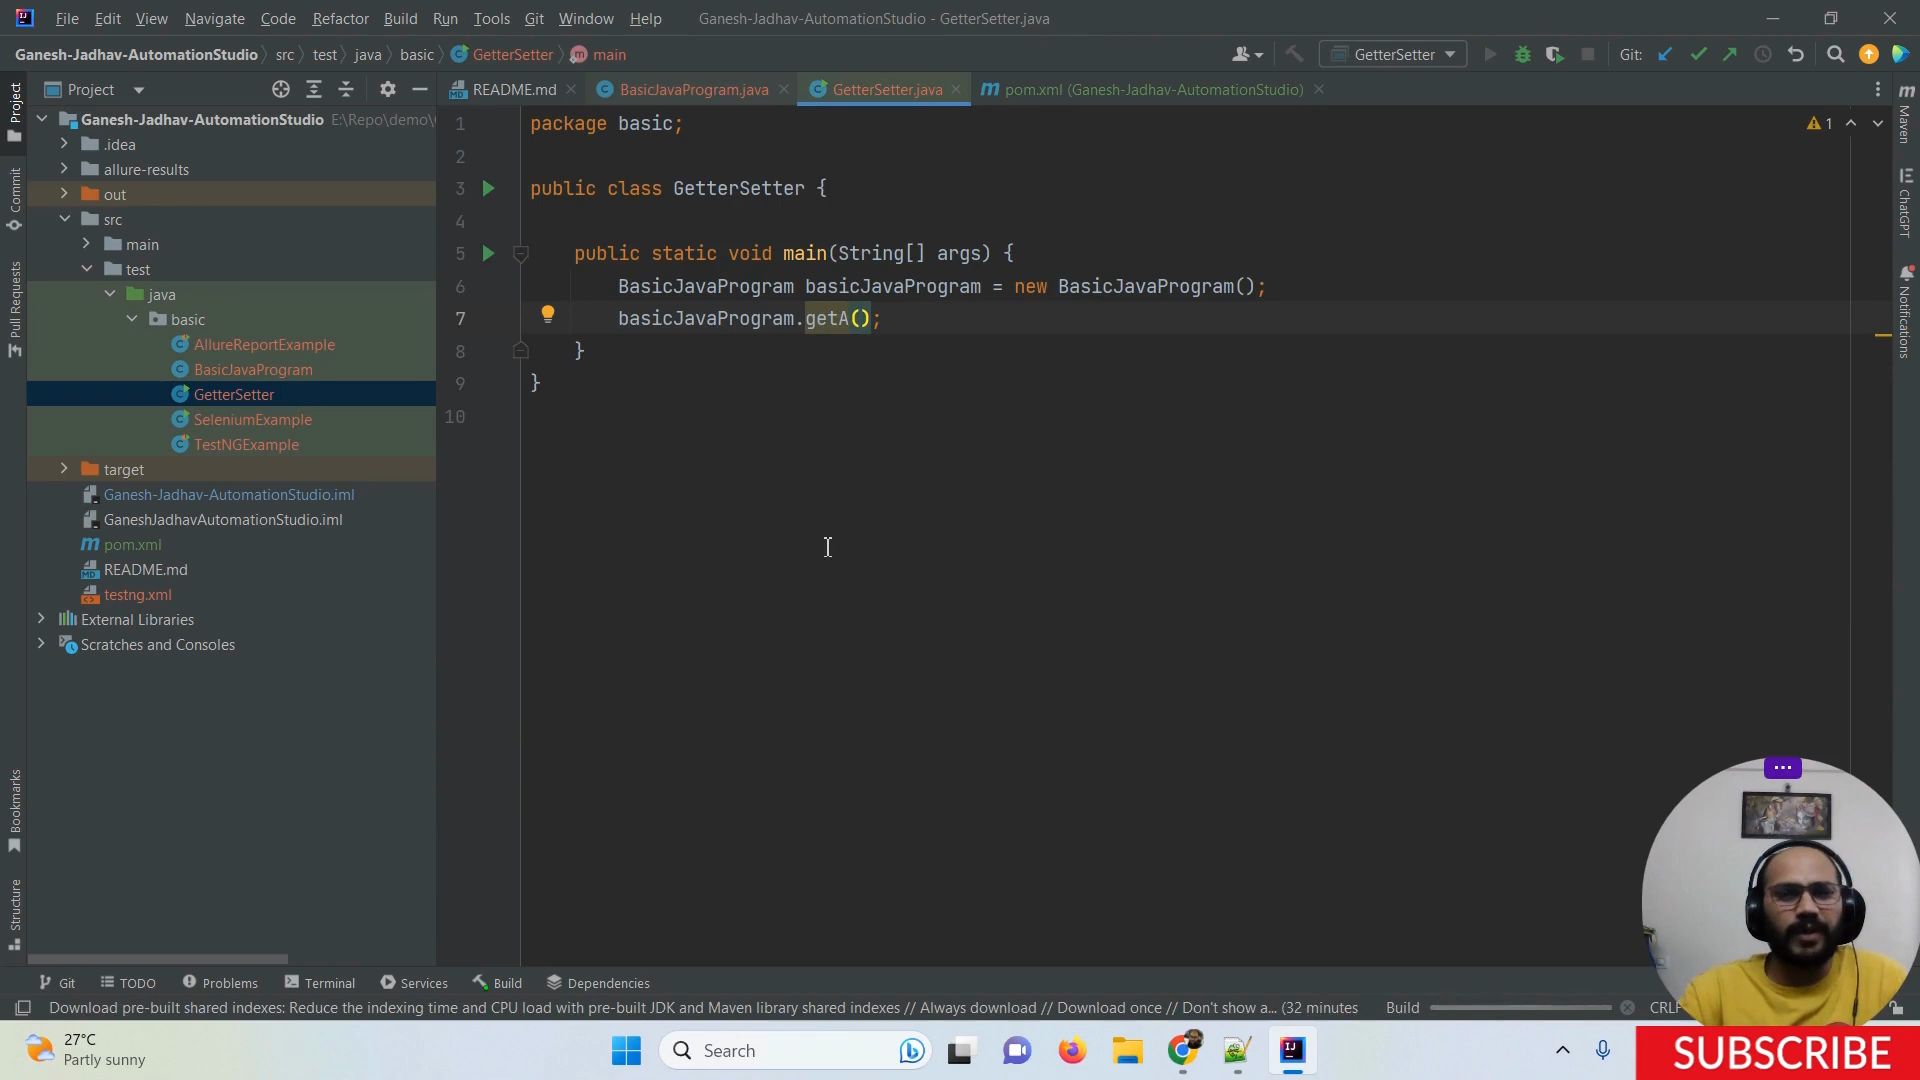 File Edit View Navigate Code Refactor Build Run Tools Git Window Help Ganesh-Jadhav-AutomationStudio - GetterSetter.java
Ganesh-Jadhav-AutomationStudio src test java basic GetterSetter main GetterSetter Git:
Project README.md BasicJavaProgram.java GetterSetter.java pom.xml (Ganesh-Jadhav-AutomationStudio)
Project
Commit
Pull Requests
Bookmarks
Structure
Ganesh-Jadhav-AutomationStudio E:\Repo\demo\
.idea
allure-results
out
src
main
test
java
basic
AllureReportExample
BasicJavaProgram
GetterSetter
SeleniumExample
TestNGExample
target
Ganesh-Jadhav-AutomationStudio.iml
GaneshJadhavAutomationStudio.iml
pom.xml
README.md
testng.xml
External Libraries
Scratches and Consoles
1 package basic;
2
3 public class GetterSetter {
4
5 public static void main(String[] args) {
6 BasicJavaProgram basicJavaProgram = new BasicJavaProgram();
7 basicJavaProgram.getA();
8 }
9 }
10
1
Maven
ChatGPT
Notifications
Git TODO Problems Terminal Services Build Dependencies
Download pre-built shared indexes: Reduce the indexing time and CPU load with pre-built JDK and Maven library shared indexes // Always download // Download once // Don't show a... (32 minutes Build
27°C
Partly sunny
Search
SUBSCRIBE